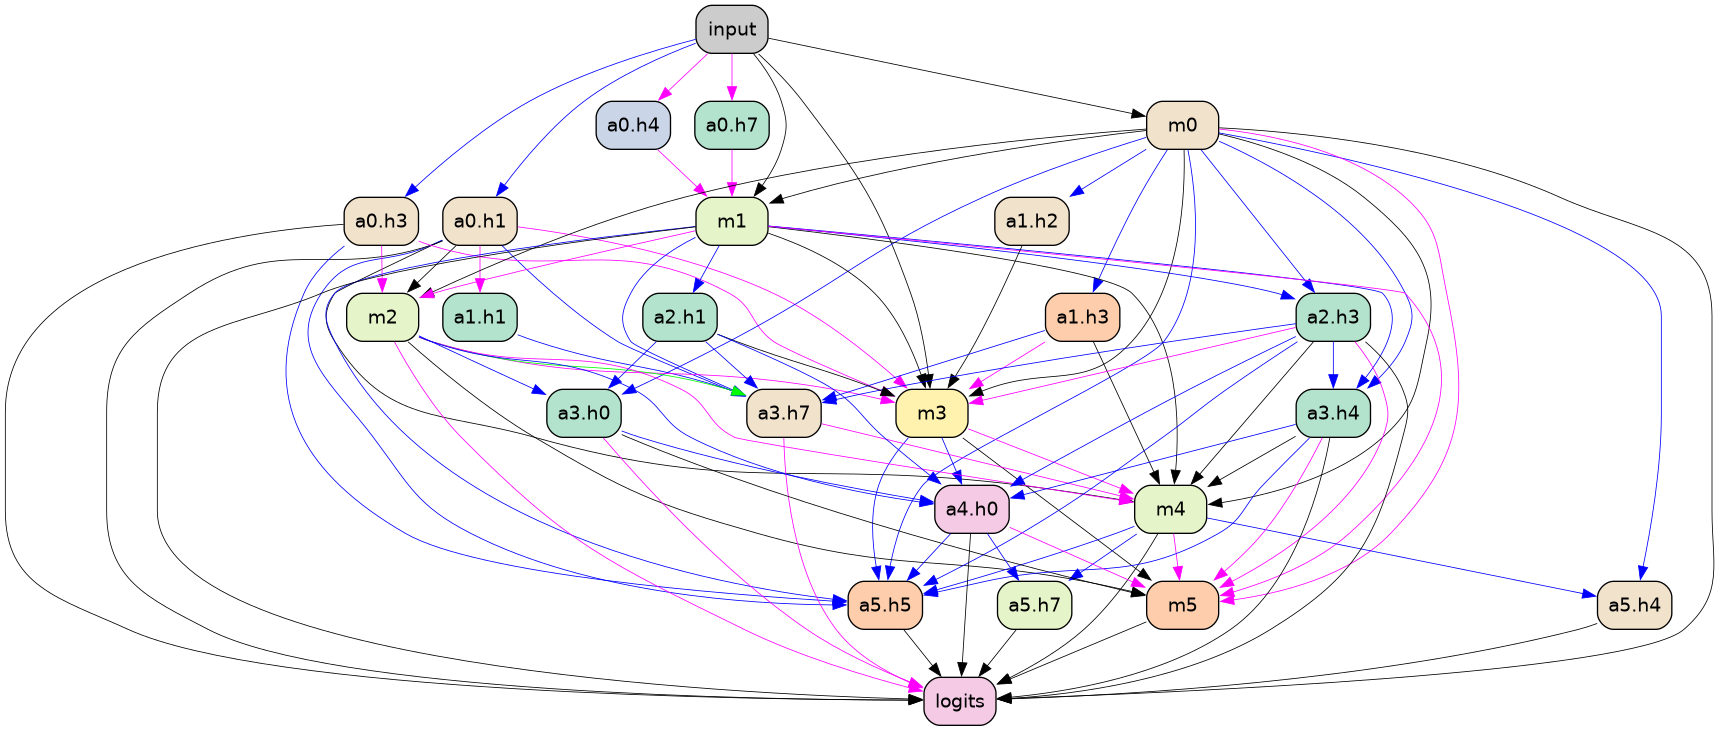 input
a0.h4
a0.h7
m0
a0.h3
a0.h1
m1
a1.h2
m2
a1.h1
a2.h1
a1.h3
a2.h3
a3.h0
a3.h7
m3
a3.h4
a4.h0
m4
a5.h5
a5.h7
m5
a5.h4
logits